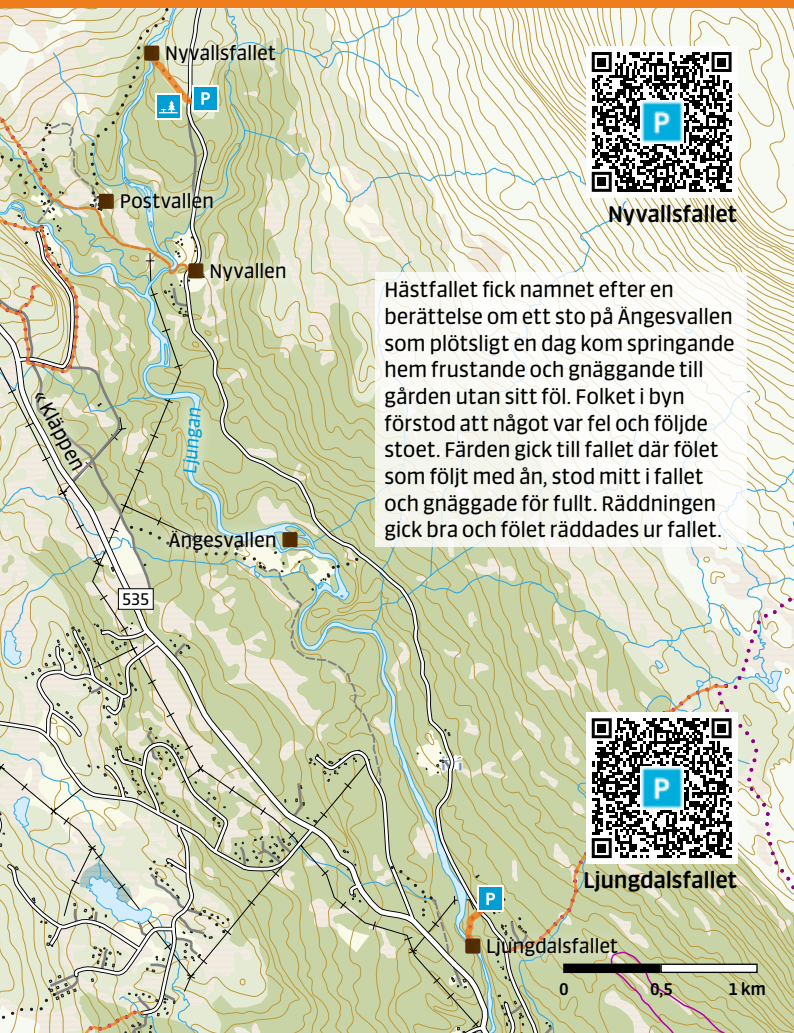 Nyvallsfallet
P
P
Nyvallsfallet
Postvallen
Nyvallen
Hästfallet fick namnet efter en
berättelse om ett sto på Ängesvallen
som plötsligt en dag kom springande
hem frustande och gnäggande till
gården utan sitt föl. Folket i byn
förstod att något var fel och följde
stoet. Färden gick till fallet där fölet
som följt med ån, stod mitt i fallet
och gnäggade för fullt. Räddningen
gick bra och fölet räddades ur fallet.
« Kläppen
Ljungan
Ängesvallen
535
P
Ljungdalsfallet
P
Ljungdalsfallet
0 0,5 1 km